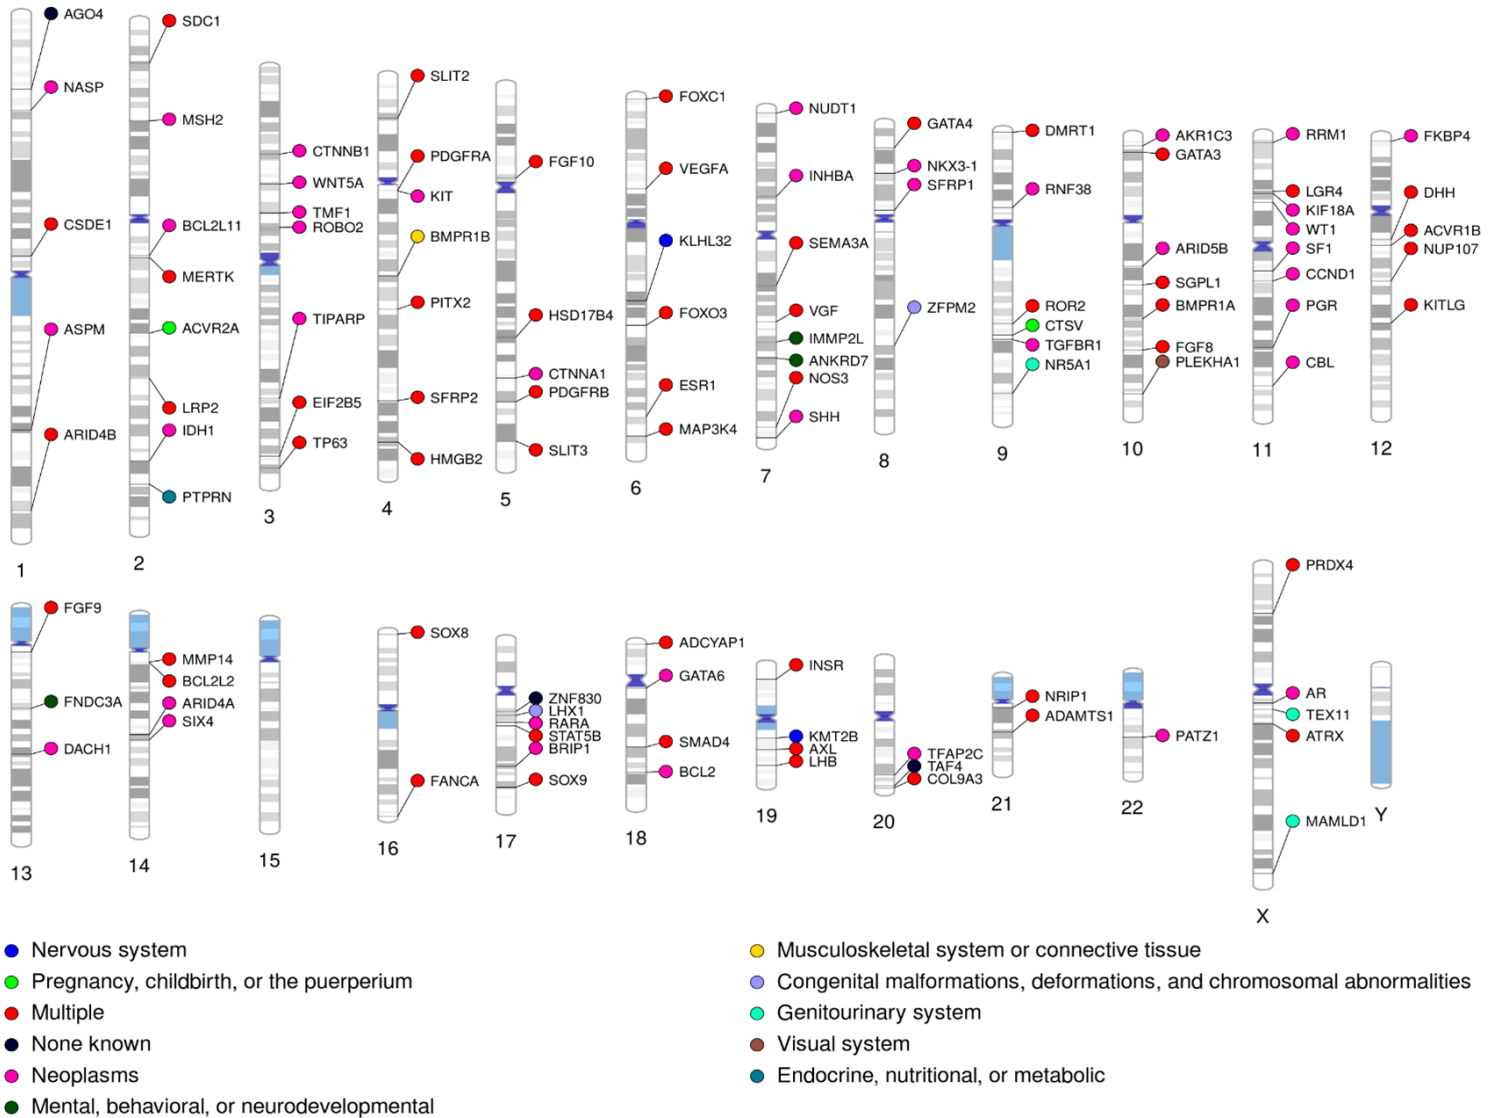 AGO4
NASP
CSDE1
ASPM
ARID4B
1
SDC1
MSH2
BCL2L11
MERTK
ACVR2A
LRP2
IDH1
PTPRN
2
CTNNB1
WNT5A
TMF1
ROBO2
TIPARP
EIF2B5
TP63
3
SLIT2
PDGFRA
KIT
BMPR1B
PITX2
SFRP2
HMGB2
4
FGF10
HSD17B4
CTNNA1
PDGFRB
SLIT3
5
FOXC1
VEGFA
KLHL32
FOXO3
ESR1
MAP3K4
6
NUDT1
INHBA
SEMA3A
VGF
IMMP2L
ANKRD7
NOS3
SHH
7
GATA4
NKX3-1
SFRP1
ZFPM2
8
DMRT1
RNF38
ROR2
CTSV
TGFBR1
NR5A1
9
AKR1C3
GATA3
ARID5B
SGPL1
BMPR1A
FGF8
PLEKHA1
10
RRM1
LGR4
KIF18A
WT1
SF1
CCND1
PGR
CBL
11
FKBP4
DHH
ACVR1B
NUP107
KITLG
12
FGF9
FNDC3A
DACH1
13
MMP14
BCL2L2
ARID4A
SIX4
14
15
SOX8
FANCA
16
ZNF830
LHX1
RARA
STAT5B
BRIP1
SOX9
17
ADCYAP1
GATA6
SMAD4
BCL2
18
INSR
KMT2B
AXL
LHB
19
TFAP2C
TAF4
COL9A3
20
NRIP1
ADAMTS1
21
PATZ1
22
PRDX4
AR
TEX11
ATRX
MAMLD1
X
Y
Nervous system
Pregnancy, childbirth, or the puerperium
Multiple
None known
Neoplasms
Mental, behavioral, or neurodevelopmental
Musculoskeletal system or connective tissue
Congenital malformations, deformations, and chromosomal abnormalities
Genitourinary system
Visual system
Endocrine, nutritional, or metabolic